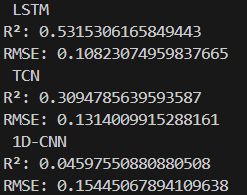 LSTM
R²: 0.5315306165849443
RMSE: 0.10823074959837665
TCN
R²: 0.3094785639593587
RMSE: 0.1314009915288161
1D-CNN
R²: 0.04597550880880508
RMSE: 0.15445067894109638